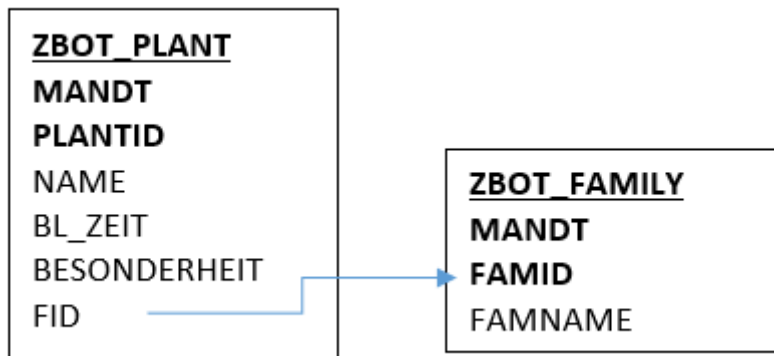 ZBOT_PLANT
MANDT
PLANTID
NAME
BL_ZEIT
BESONDERHEIT
FID
ZBOT_FAMILY
MANDT
FAMID
FAMNAME